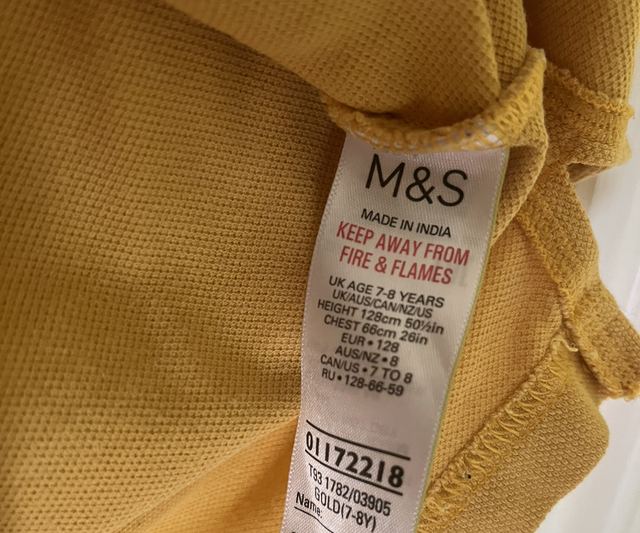 M&S
MADE IN INDIA
KEEP AWAY FROM
FIRE & FLAMES
UK AGE 7-8 YEARS
UK/AUS/CAN/NZ/US
HEIGHT 128cm 50½in
CHEST 66cm 26in
EUR • 128
AUS/NZ • 8
CAN/US • 7 TO 8
RU • 128-66-59
01172218
T93 1782/03905
GOLD(7-8Y)
Name: